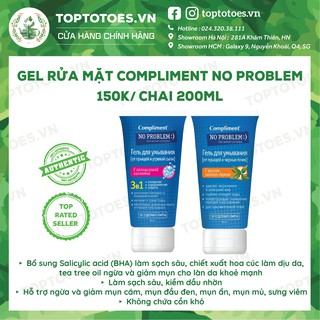 TOPTOTOES.VN
CỬA HÀNG CHÍNH HÃNG
toptotoes.vn
Hotline : 024.320.38.111
Showroom Hà Nội : 281A Khâm Thiên, HN
Showroom HCM : Galaxy 9, Nguyễn Khoái, Q4, SG
GEL RỬA MẶT COMPLIMENT NO PROBLEM
150K/ CHAI 200ML
AUTHENTIC
TOP
RATED
SELLER
Compliment
NO PROBLEM:)
Гель для умывания
3 в 1
Compliment
NO PROBLEM:)
Гель для умывания
• Bổ sung Salicylic acid (BHA) làm sạch sâu, chiết xuất hoa cúc làm dịu da,
tea tree oil ngừa và giảm mụn cho làn da khoẻ mạnh
• Làm sạch sâu, kiềm dầu nhờn
• Hỗ trợ ngừa và giảm mụn cám, mụn đầu đen, mụn ẩn, mụn mủ, sưng viêm
• Không chứa cồn khô